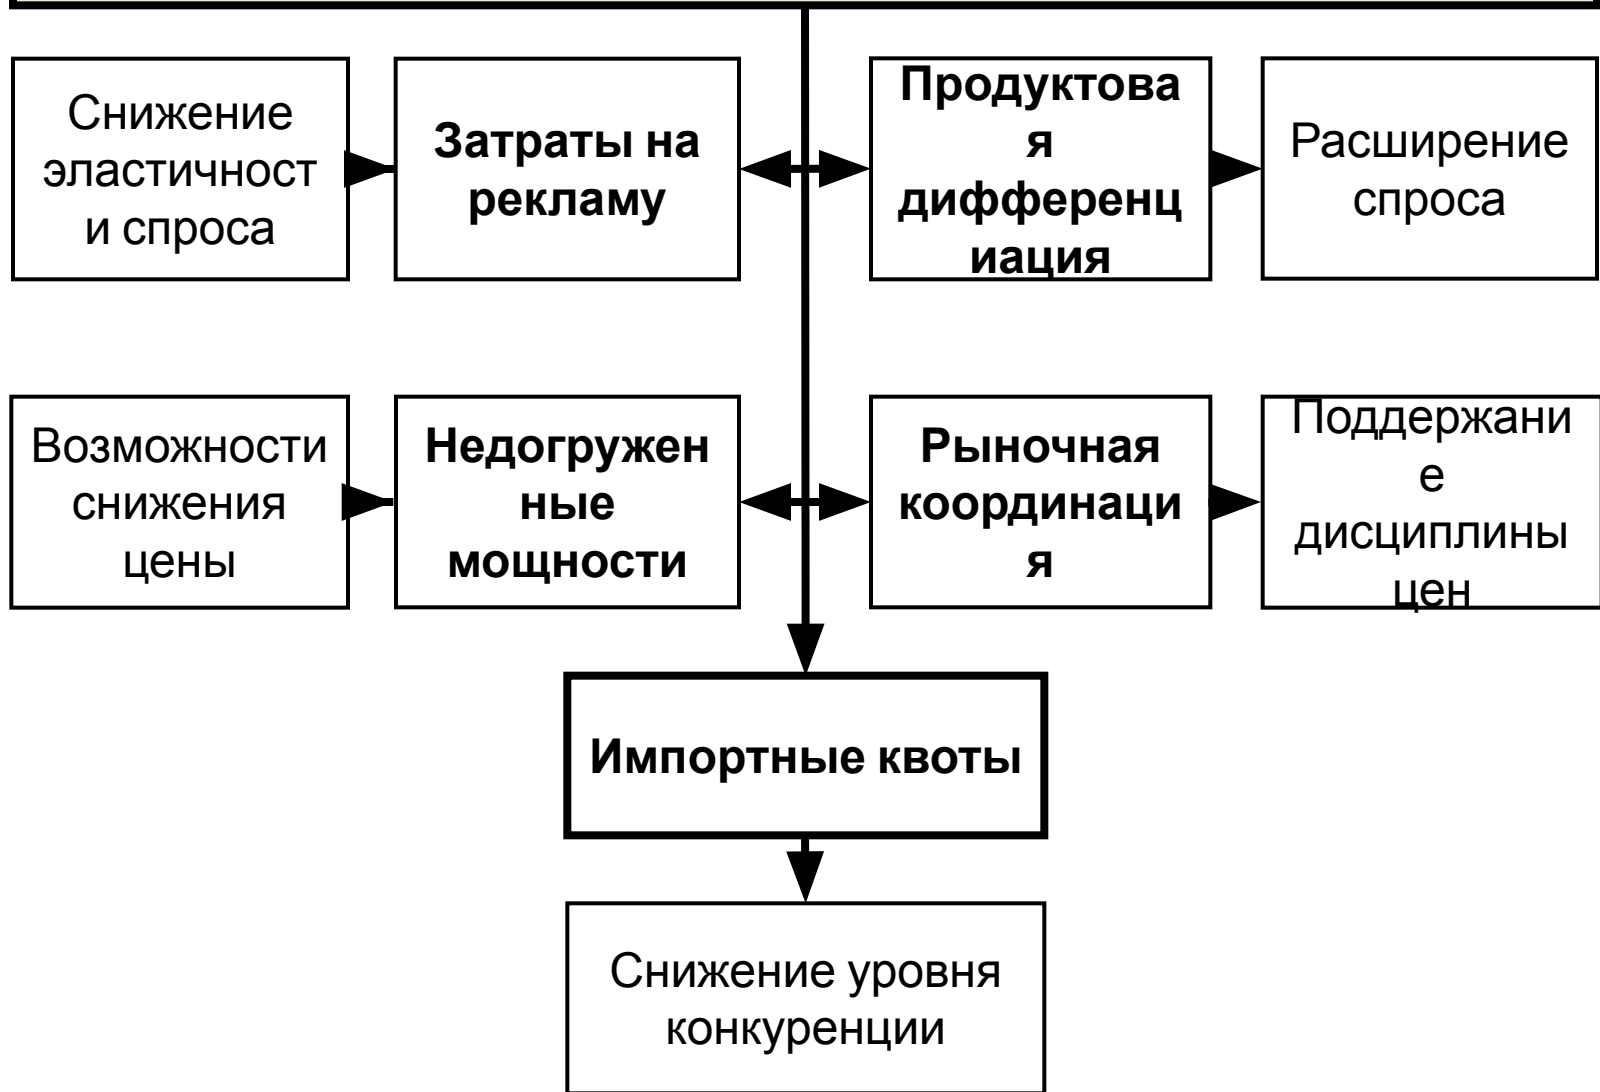 Снижение
эластичност
и спроса
Затраты на
рекламу
Продуктова
я
дифференц
иация
Расширение
спроса
Возможности
снижения
цены
Недогружен
ные
мощности
Рыночная
координаци
я
Поддержани
е
дисциплины
цен
Импортные квоты
Снижение уровня
конкуренции